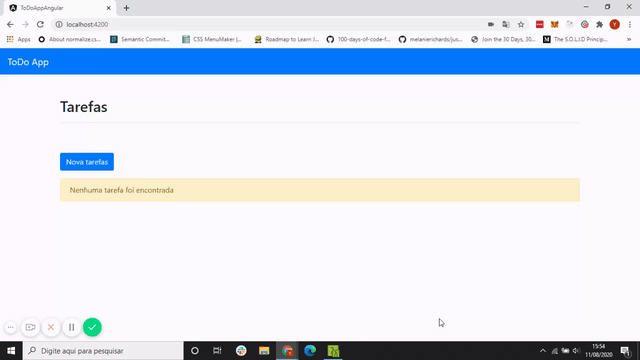 ToDoAppAngular
localhost:4200
Apps
About normalize.css...
Semantic Commit...
CSS MenuMaker |...
Roadmap to Learn J...
100-days-of-code-f...
melanierichards/jus...
Join the 30 Days, 30...
The S.O.L.I.D Princip...
ToDo App
Tarefas
Nova tarefas
Nenhuma tarefa foi encontrada
Digite aqui para pesquisar
15:54
11/08/2020